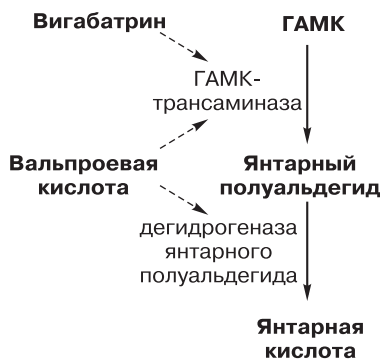 Вигабатрин
ГАМК
ГАМК-
трансаминаза
Вальпроевая
кислота
Янтарный
полуальдегид
дегидрогеназа
янтарного
полуальдегида
Янтарная
кислота